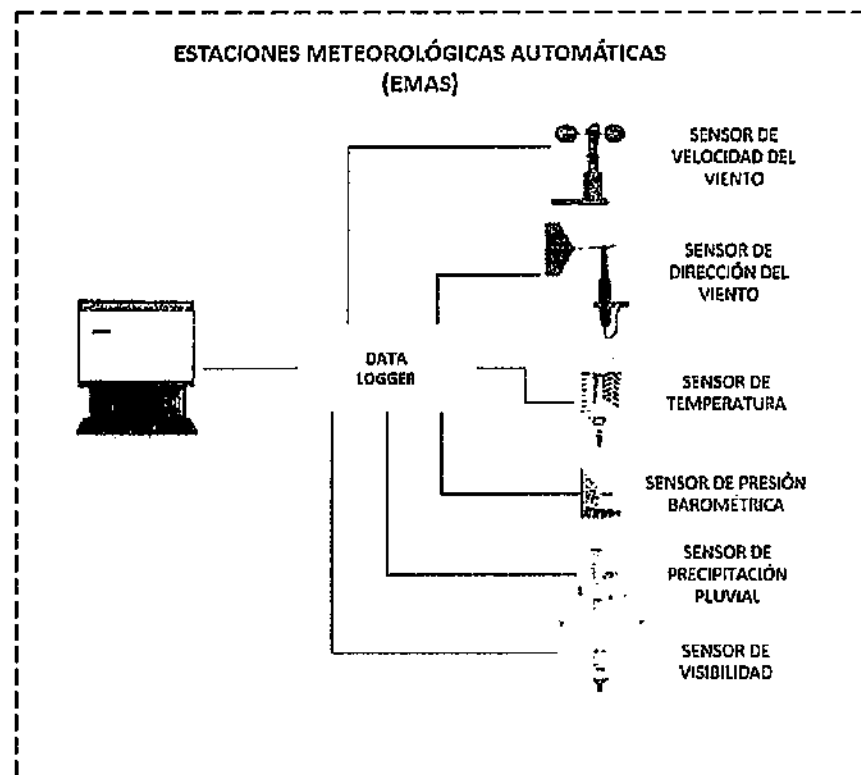 ESTACIONES METEOROLÓGICAS AUTOMÁTICAS
(EMAS)
SENSOR DE
VELOCIDAD DEL
VIENTO
SENSOR DE
DIRECCIÓN DEL
VIENTO
DATA
LOGGER
SENSOR DE
TEMPERATURA
SENSOR DE PRESIÓN
BAROMÉTRICA
SENSOR DE
PRECIPITACIÓN
PLUVIAL
SENSOR DE
VISIBILIDAD